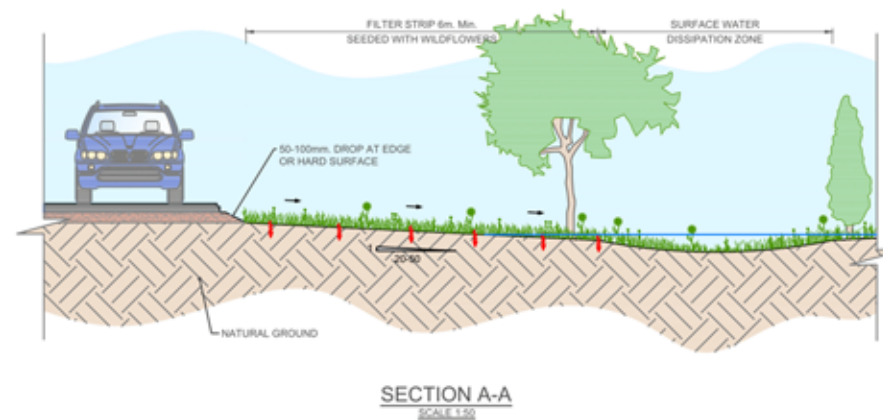 FILTER STRIP 6m. Min.
SEEDED WITH WILDFLOWERS
SURFACE WATER
DISSIPATION ZONE
50-100mm. DROP AT EDGE
OR HARD SURFACE
1
20-50
NATURAL GROUND
SECTION A-A
SCALE 1:50